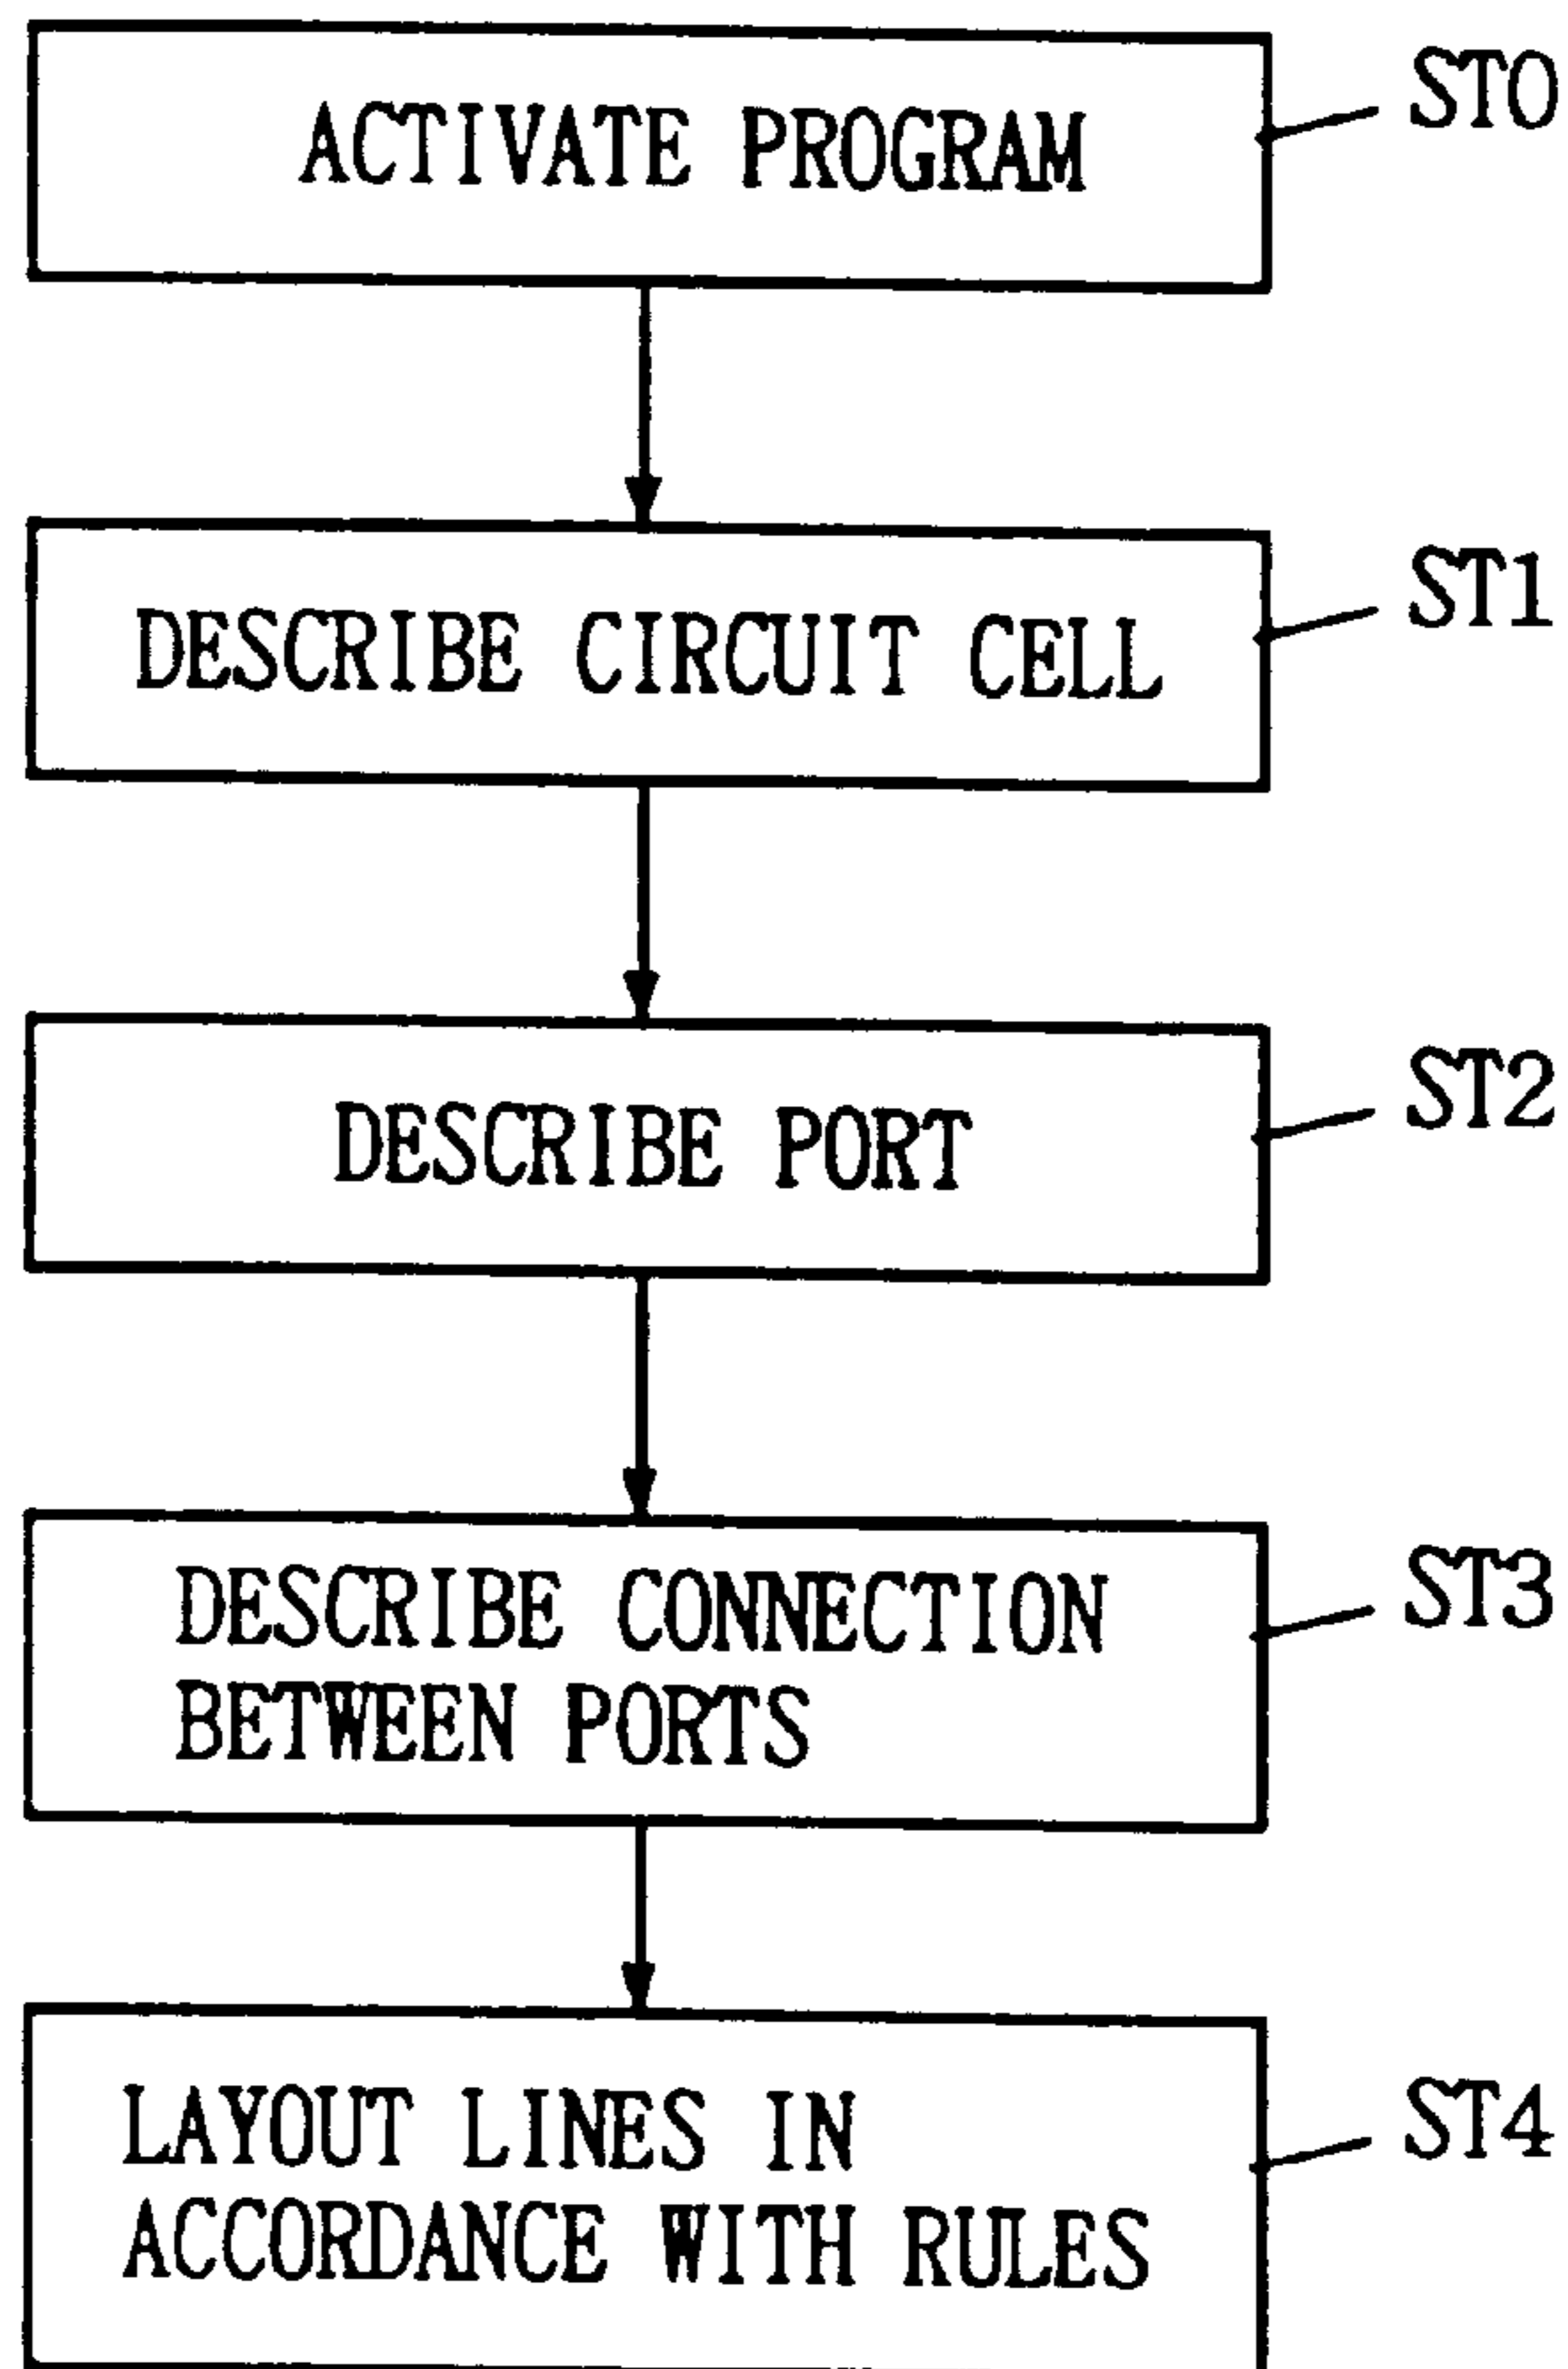 ACTIVATE PROGRAM
ST0
DESCRIBE CIRCUIT CELL
ST1
DESCRIBE PORT
ST2
DESCRIBE CONNECTION
BETWEEN PORTS
ST3
LAYOUT LINES IN
ACCORDANCE WITH RULES
ST4